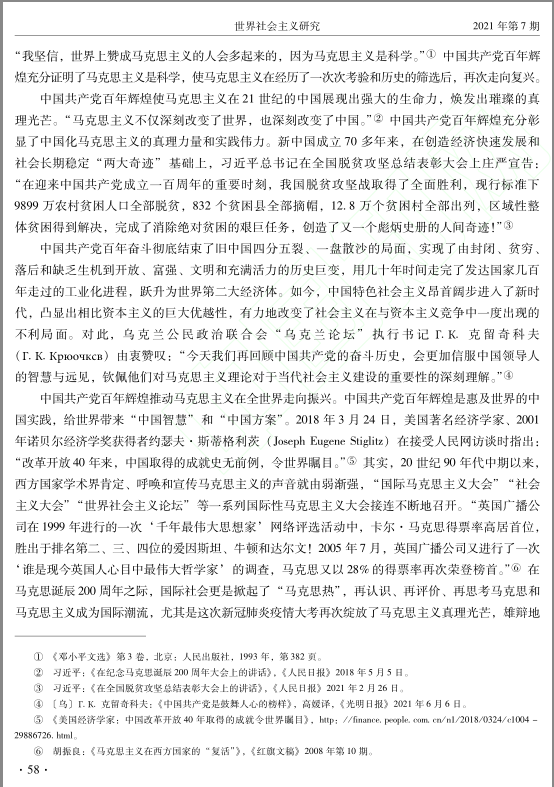 世界社会主义研究
2021 年第 7 期
“我坚信，世界上赞成马克思主义的人会多起来的，因为马克思主义是科学。”① 中国共产党百年辉
煌充分证明了马克思主义是科学，使马克思主义在经历了一次次考验和历史的筛选后，再次走向复兴。
中国共产党百年辉煌使马克思主义在 21 世纪的中国展现出强大的生命力，焕发出璀璨的真
理光芒。“马克思主义不仅深刻改变了世界，也深刻改变了中国。”② 中国共产党百年辉煌充分彰
显了中国化马克思主义的真理力量和实践伟力。新中国成立 70 多年来，在创造经济快速发展和
社会长期稳定“两大奇迹”基础上，习近平总书记在全国脱贫攻坚总结表彰大会上庄严宣告：
“在迎来中国共产党成立一百周年的重要时刻，我国脱贫攻坚战取得了全面胜利，现行标准下
9899 万农村贫困人口全部脱贫，832 个贫困县全部摘帽，12. 8 万个贫困村全部出列，区域性整
体贫困得到解决，完成了消除绝对贫困的艰巨任务，创造了又一个彪炳史册的人间奇迹！”③
中国共产党百年奋斗彻底结束了旧中国四分五裂、一盘散沙的局面，实现了由封闭、贫穷、
落后和缺乏生机到开放、富强、文明和充满活力的历史巨变，用几十年时间走完了发达国家几百
年走过的工业化进程，跃升为世界第二大经济体。如今，中国特色社会主义昂首阔步进入了新时
代，凸显出相比资本主义的巨大优越性，有力地改变了社会主义在与资本主义竞争中一度出现的
不利局面。对此，乌克兰公民政治联合会“乌克兰论坛”执行书记 Г. К. 克留奇科夫
（Г. К. Крюочксв）由衷赞叹：“今天我们再回顾中国共产党的奋斗历史，会更加信服中国领导人
的智慧与远见，钦佩他们对马克思主义理论对于当代社会主义建设的重要性的深刻理解。”④
中国共产党百年辉煌推动马克思主义在全世界走向振兴。中国共产党百年辉煌是惠及世界的中
国实践，给世界带来“中国智慧”和“中国方案”。2018 年 3 月 24 日，美国著名经济学家、2001
年诺贝尔经济学奖获得者约瑟夫·斯蒂格利茨（Joseph Eugene Stiglitz）在接受人民网访谈时指出：
“改革开放 40 年来，中国取得的成就史无前例，令世界瞩目。”⑤ 其实，20 世纪 90 年代中期以来，
西方国家学术界肯定、呼唤和宣传马克思主义的声音就由弱渐强，“国际马克思主义大会”“社会
主义大会”“世界社会主义论坛”等一系列国际性马克思主义大会接连不断地召开。“英国广播公
司在 1999 年进行的一次‘千年最伟大思想家’网络评选活动中，卡尔·马克思得票率高居首位，
胜出于排名第二、三、四位的爱因斯坦、牛顿和达尔文！2005 年 7 月，英国广播公司又进行了一次
‘谁是现今英国人心目中最伟大哲学家’的调查，马克思又以 28% 的得票率再次荣登榜首。”⑥ 在
马克思诞辰 200 周年之际，国际社会更是掀起了“马克思热”，再认识、再评价、再思考马克思和
马克思主义成为国际潮流，尤其是这次新冠肺炎疫情大考再次绽放了马克思主义真理光芒，雄辩地
① 《邓小平文选》第 3 卷，北京：人民出版社，1993 年，第 382 页。
② 习近平：《在纪念马克思诞辰 200 周年大会上的讲话》，《人民日报》2018 年 5 月 5 日。
③ 习近平：《在全国脱贫攻坚总结表彰大会上的讲话》，《人民日报》2021 年 2 月 26 日。
④ 〔乌〕Г. К. 克留奇科夫：《中国共产党是鼓舞人心的榜样》，高媛译，《光明日报》2021 年 6 月 6 日。
⑤ 《美国经济学家：中国改革开放 40 年取得的成就令世界瞩目》，http：//finance. people. com. cn/n1/2018/0324/c1004 -
29886726. html。
⑥ 胡振良：《马克思主义在西方国家的“复活”》，《红旗文稿》2008 年第 10 期。
· 58 ·